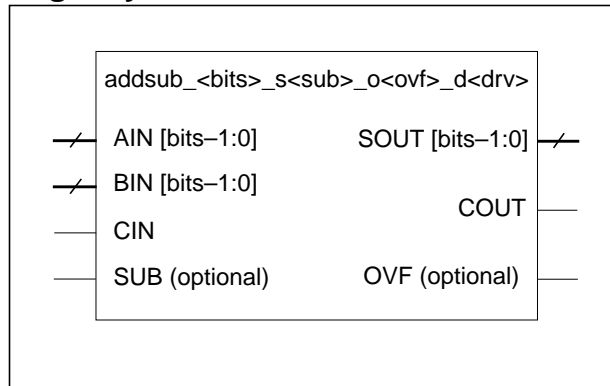 addsub_<bits>_s<sub>_o<ovf>_d<drv>
AIN [bits–1:0]
SOUT [bits–1:0]
BIN [bits–1:0]
COUT
CIN
SUB (optional)
OVF (optional)